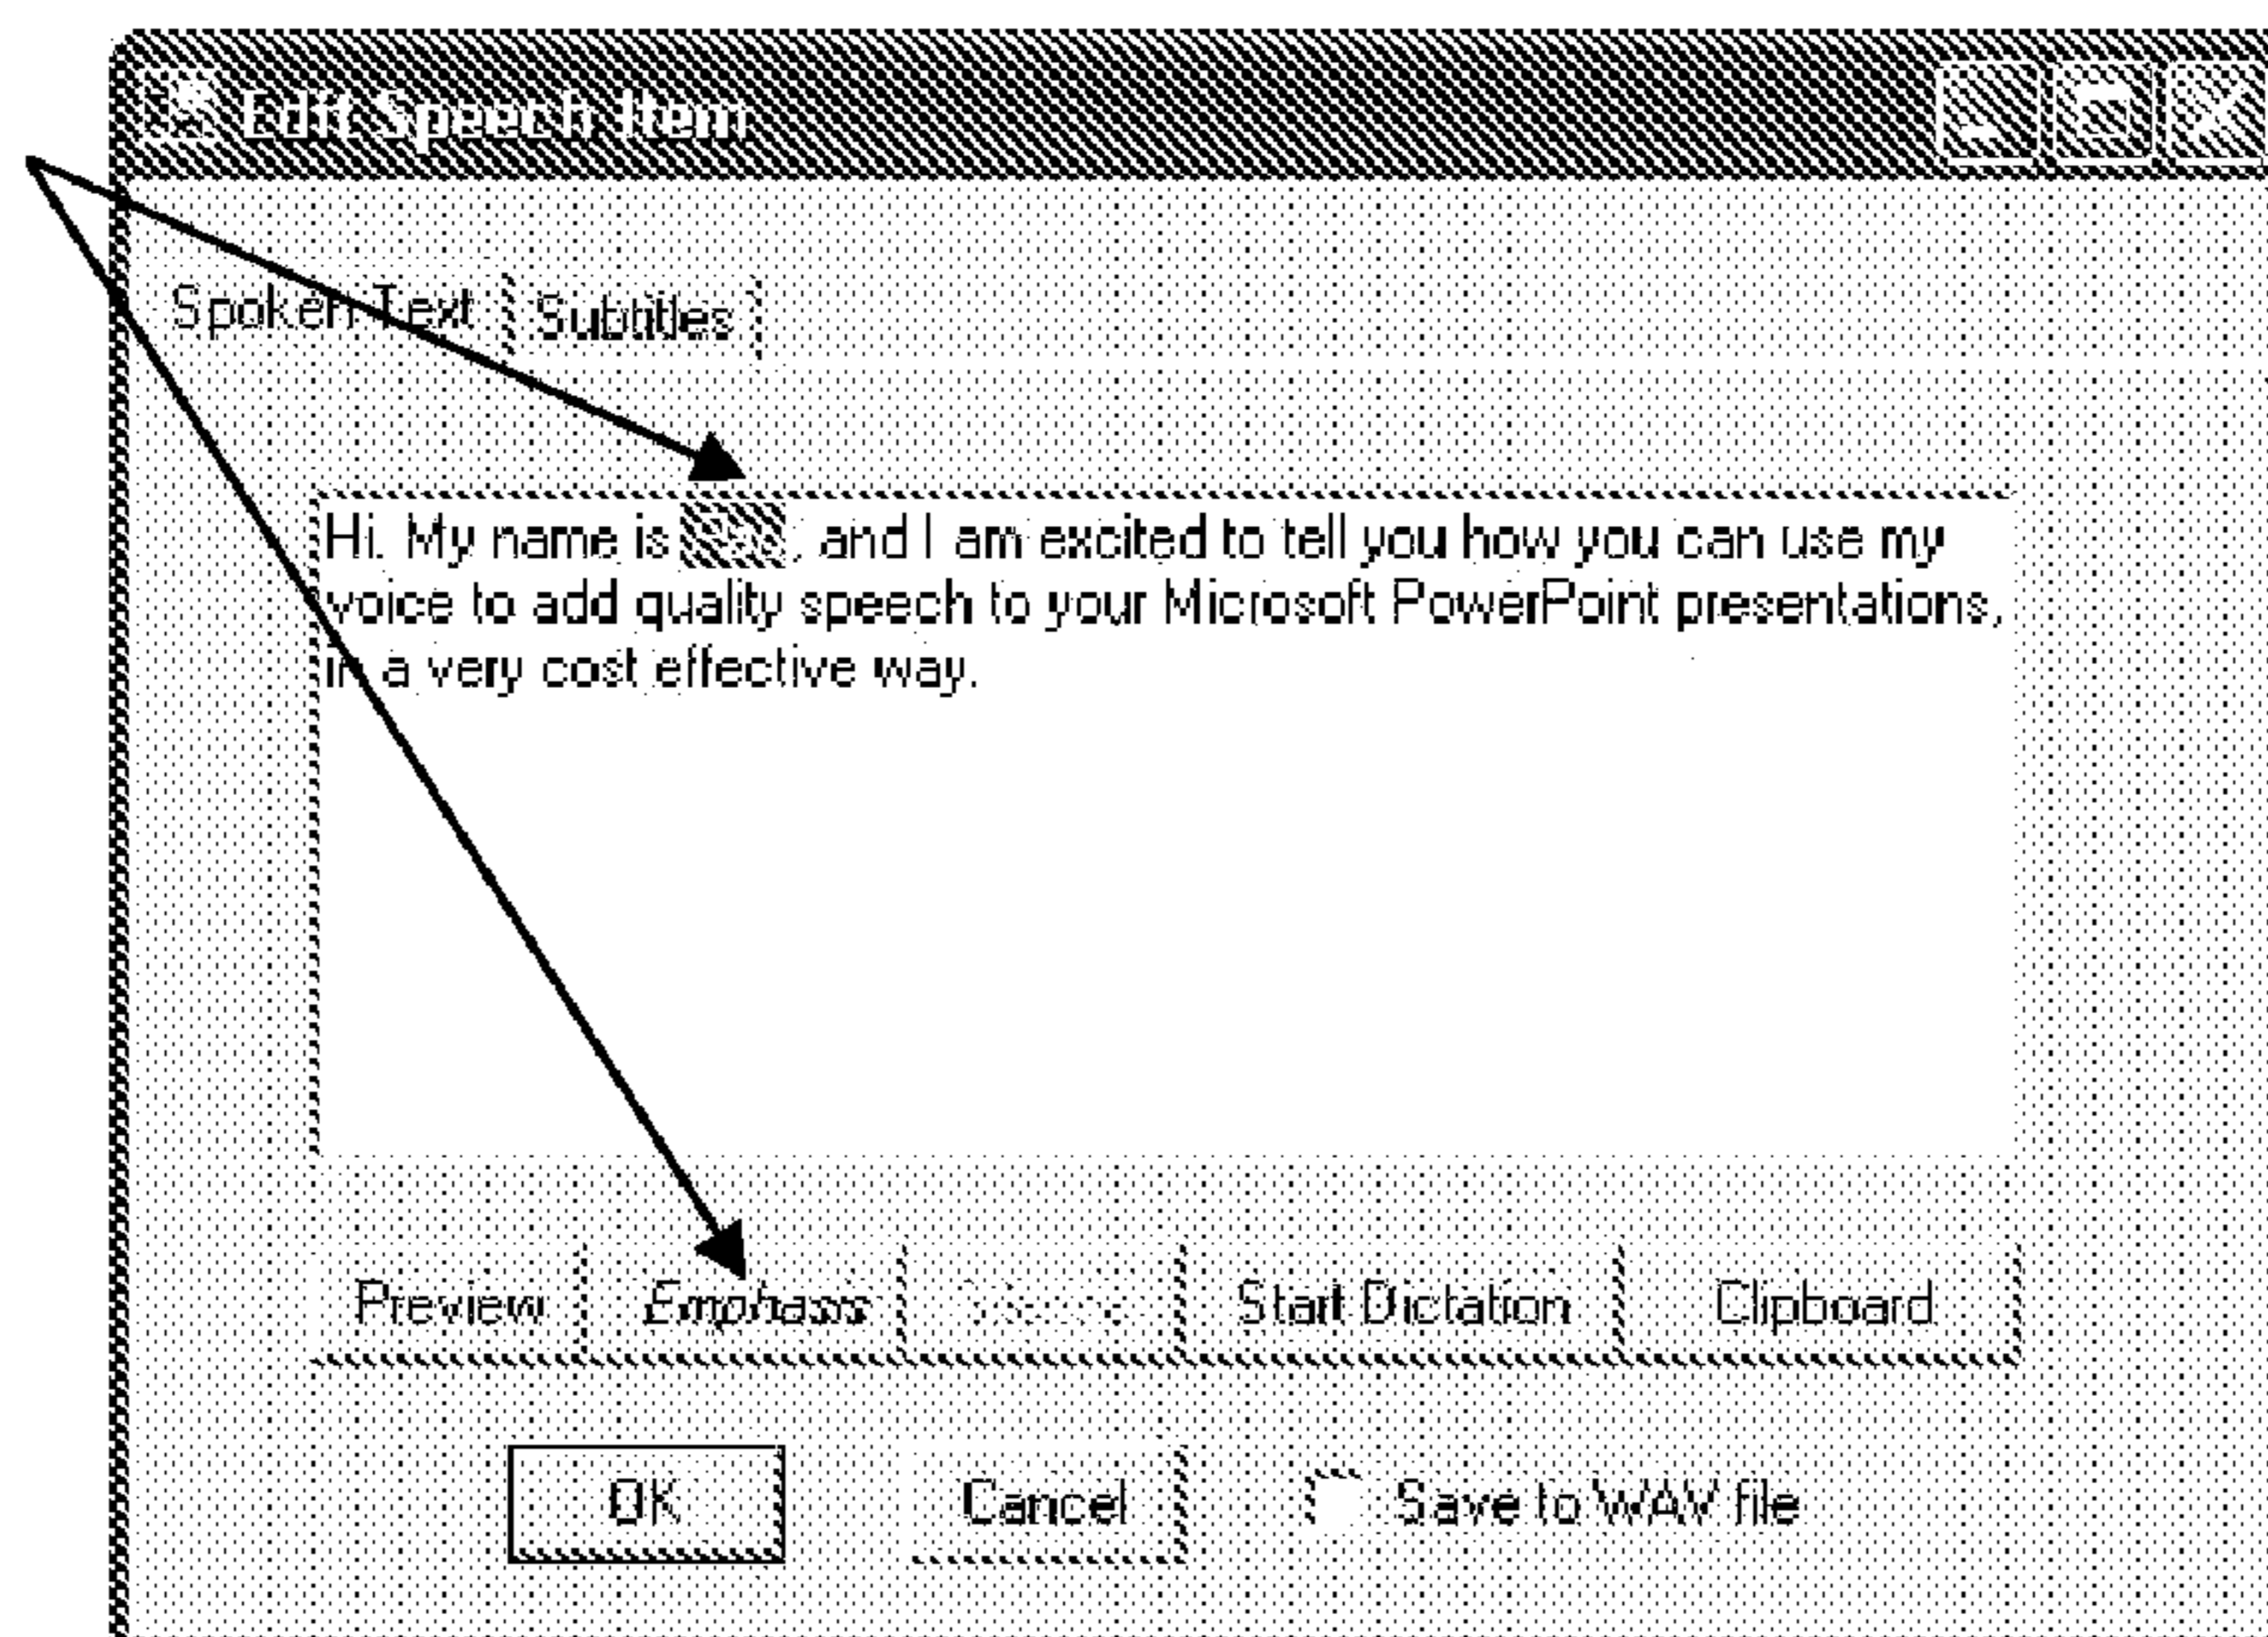 Edit Speech Item
Spoken Text Subtitles
Hi. My name is , and I am excited to tell you how you can use my
voice to add quality speech to your Microsoft PowerPoint presentations,
in a very cost effective way.
Preview Emphasis Start Dictation Clipboard
OK Cancel Save to WAV file